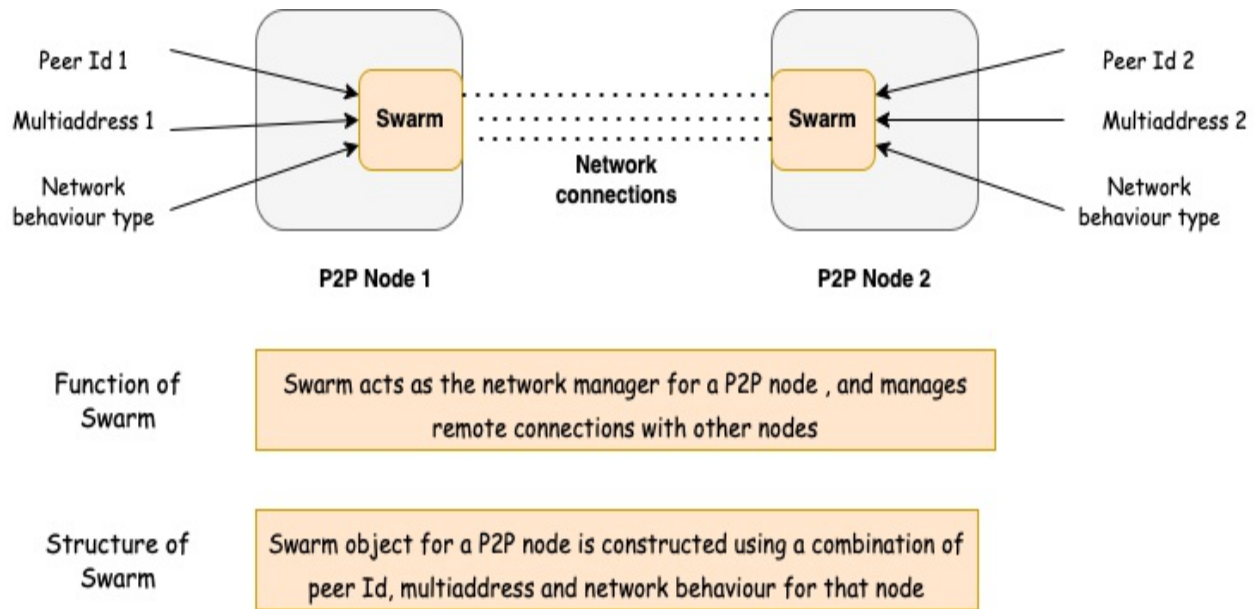 Peer Id 1
Multiaddress 1
Network
behaviour type
Swarm
Network
connections
Swarm
Peer Id 2
Multiaddress 2
Network
behaviour type
P2P Node 1
P2P Node 2
Function of
Swarm
Swarm acts as the network manager for a P2P node , and manages
remote connections with other nodes
Structure of
Swarm
Swarm object for a P2P node is constructed using a combination of
peer Id, multiaddress and network behaviour for that node